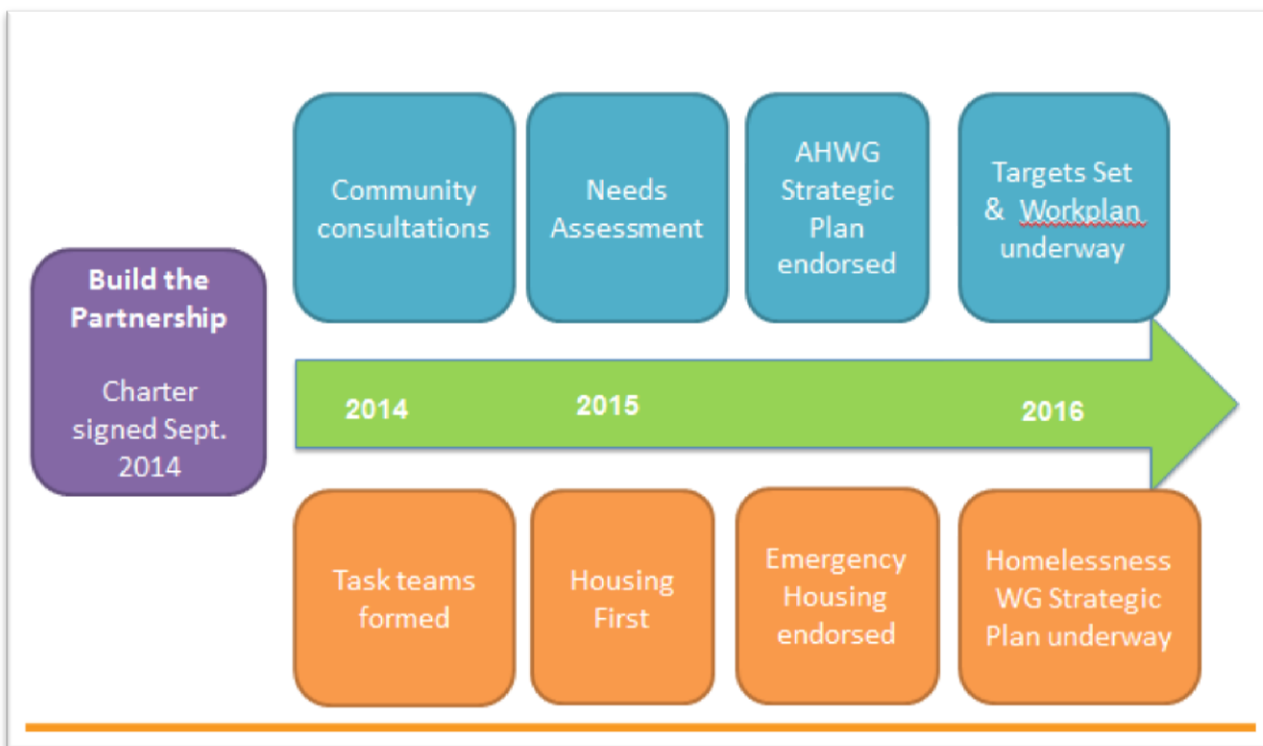 Build the
Partnership
Charter
signed Sept.
2014
Community
consultations
Needs
Assessment
AHWG
Strategic
Plan
endorsed
Targets Set
& Workplan
underway
2014
2015
2016
Task teams
formed
Housing
First
Emergency
Housing
endorsed
Homelessness
WG Strategic
Plan underway